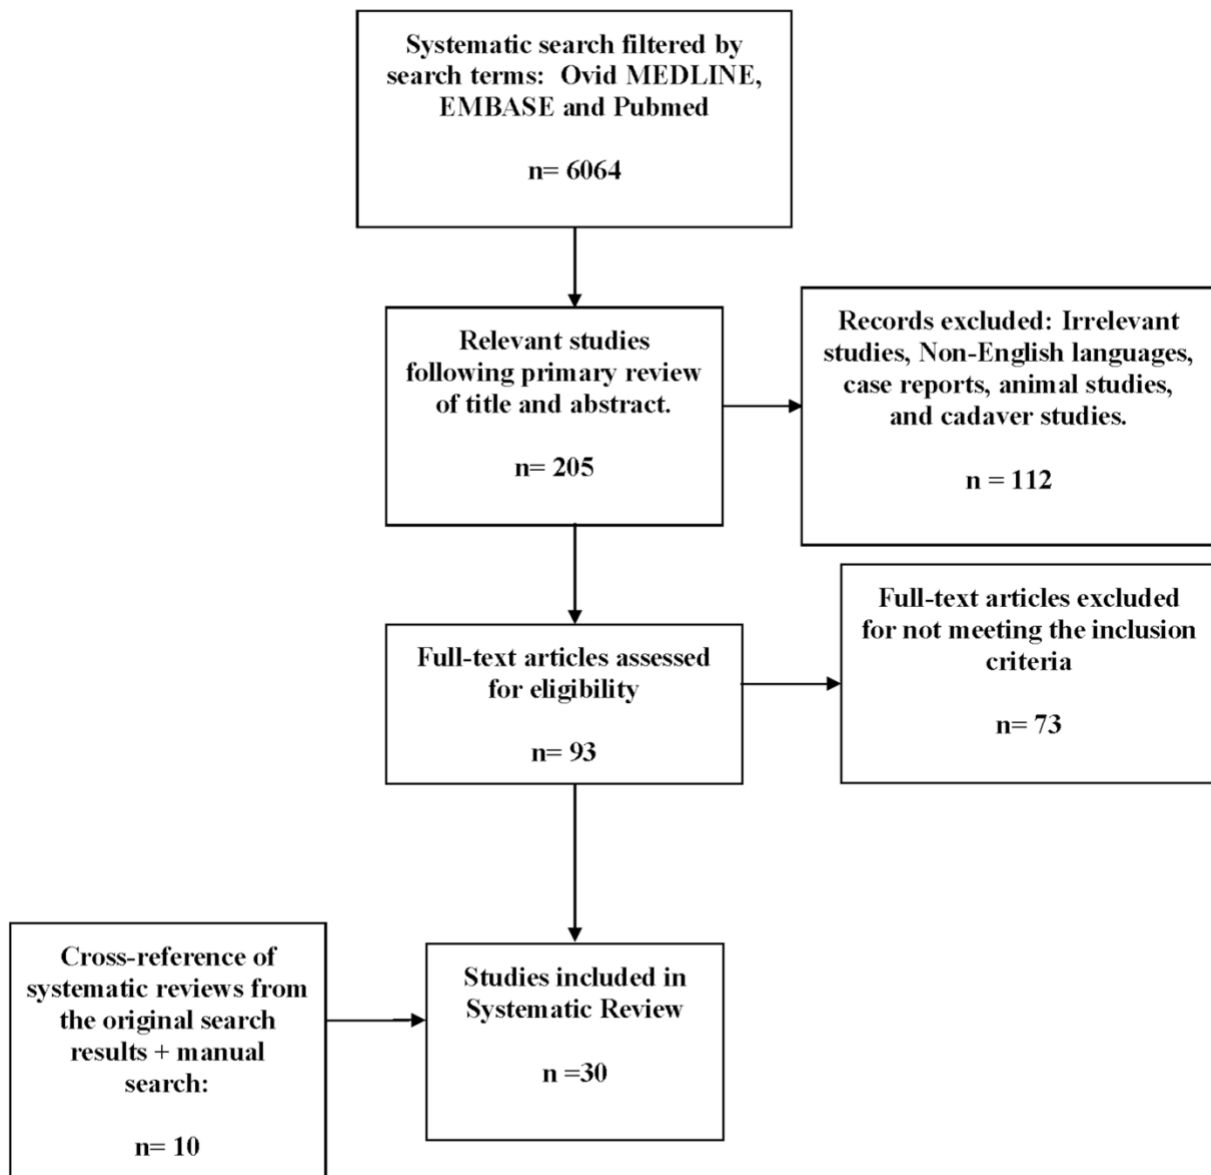 Systematic search filtered by
search terms:  Ovid MEDLINE,
EMBASE and Pubmed
n= 6064
Relevant studies
following primary review
of title and abstract.
n= 205
Records excluded: Irrelevant
studies, Non-English languages,
case reports, animal studies,
and cadaver studies.
n = 112
Full-text articles assessed
for eligibility
n= 93
Full-text articles excluded
for not meeting the inclusion
criteria
n= 73
Cross-reference of
systematic reviews from
the original search
results + manual
search:
n= 10
Studies included in
Systematic Review
n =30